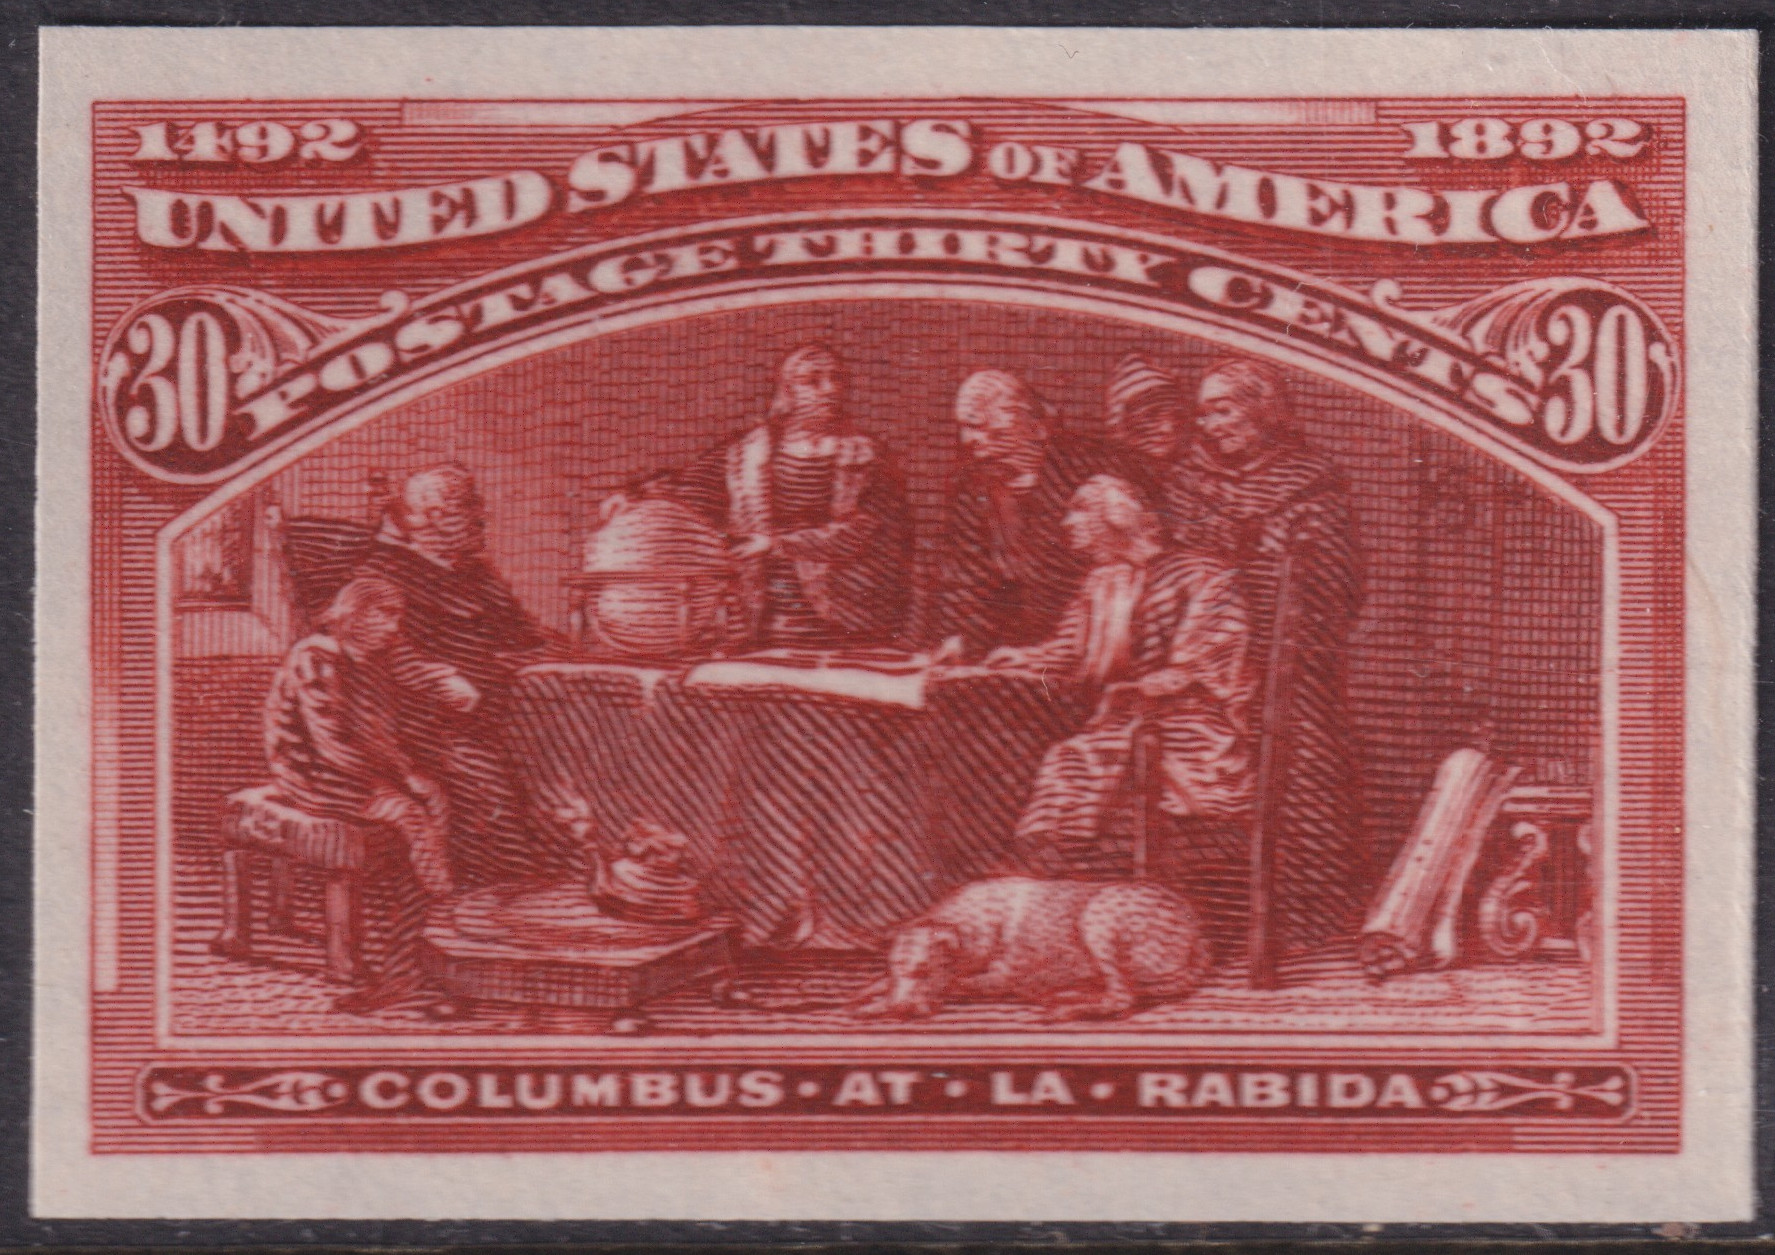 1492 1892
UNITED STATES OF AMERICA
POSTAGE THIRTY CENTS
30 30
COLUMBUS · AT · LA · RABIDA